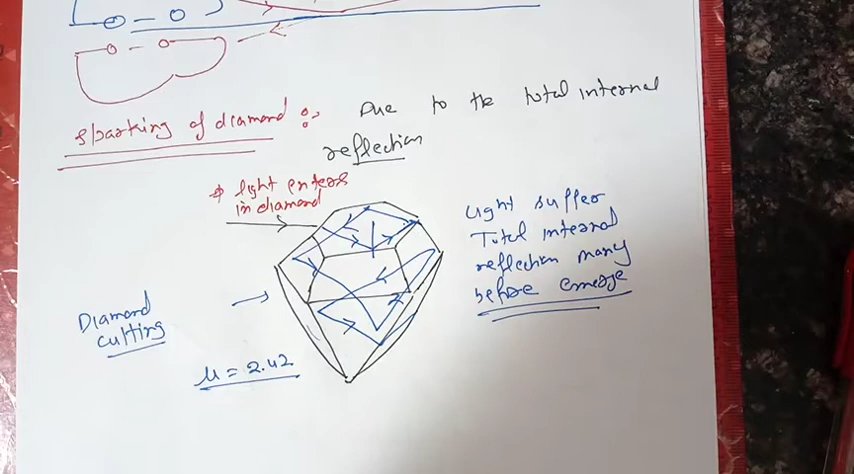 sparking of diamond :- Due to the total internal
reflection
* light enters
in diamond
Light suffer
Total internal
reflection many
before emerge
Diamond
cutting
μ = 2.42